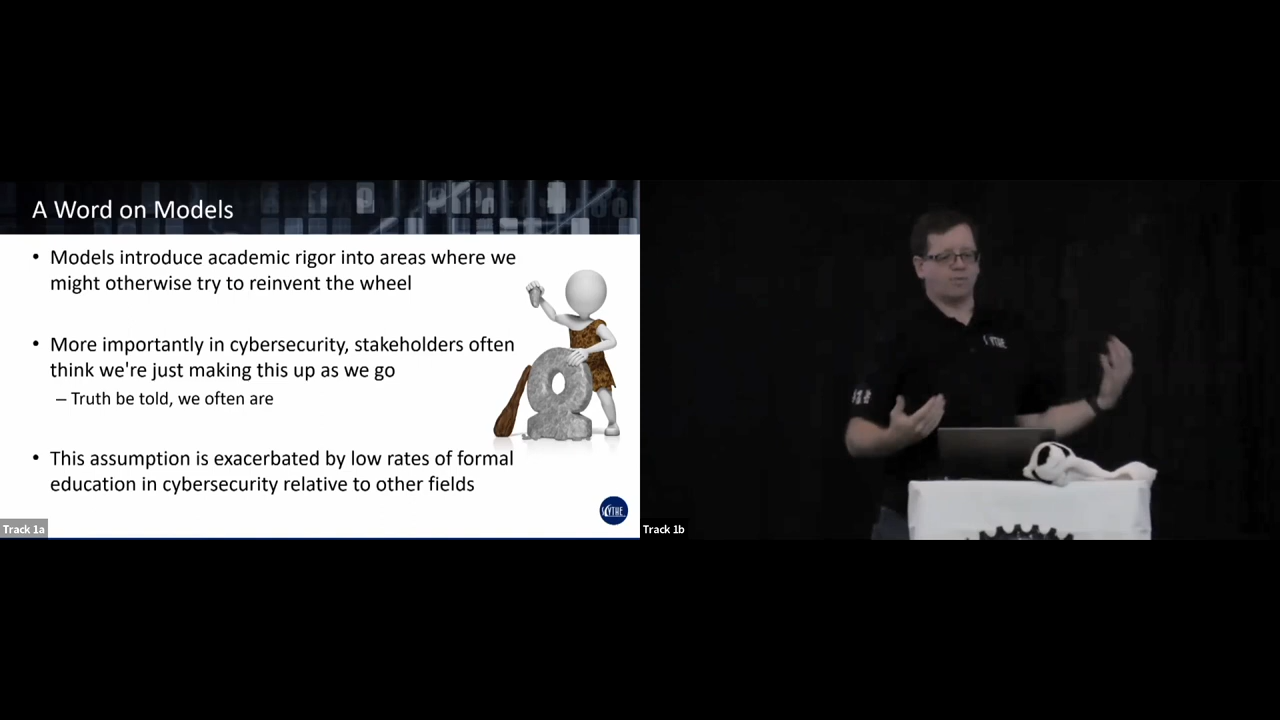 A Word on Models
• Models introduce academic rigor into areas where we
might otherwise try to reinvent the wheel
• More importantly in cybersecurity, stakeholders often
think we're just making this up as we go
– Truth be told, we often are
• This assumption is exacerbated by low rates of formal
education in cybersecurity relative to other fields
SCYTHE
Track 1a
Track 1b